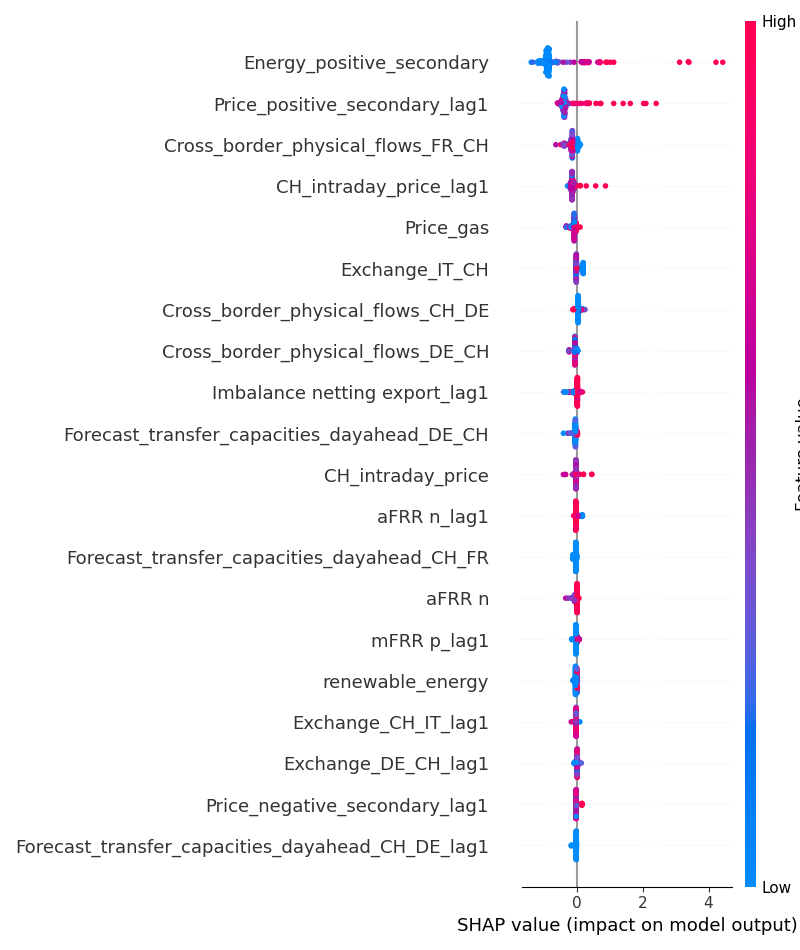 High
Energy_positive_secondary
Price_positive_secondary_lag1
Cross_border_physical_flows_FR_CH
CH_intraday_price_lag1
Price_gas
Exchange_IT_CH
Cross_border_physical_flows_CH_DE
Cross_border_physical_flows_DE_CH
Imbalance netting export_lag1
Forecast_transfer_capacities_dayahead_DE_CH
CH_intraday_price
aFRR n_lag1
Forecast_transfer_capacities_dayahead_CH_FR
aFRR n
mFRR p_lag1
renewable_energy
Exchange_CH_IT_lag1
Exchange_DE_CH_lag1
Price_negative_secondary_lag1
Forecast_transfer_capacities_dayahead_CH_DE_lag1
Low
0 2 4
SHAP value (impact on model output)